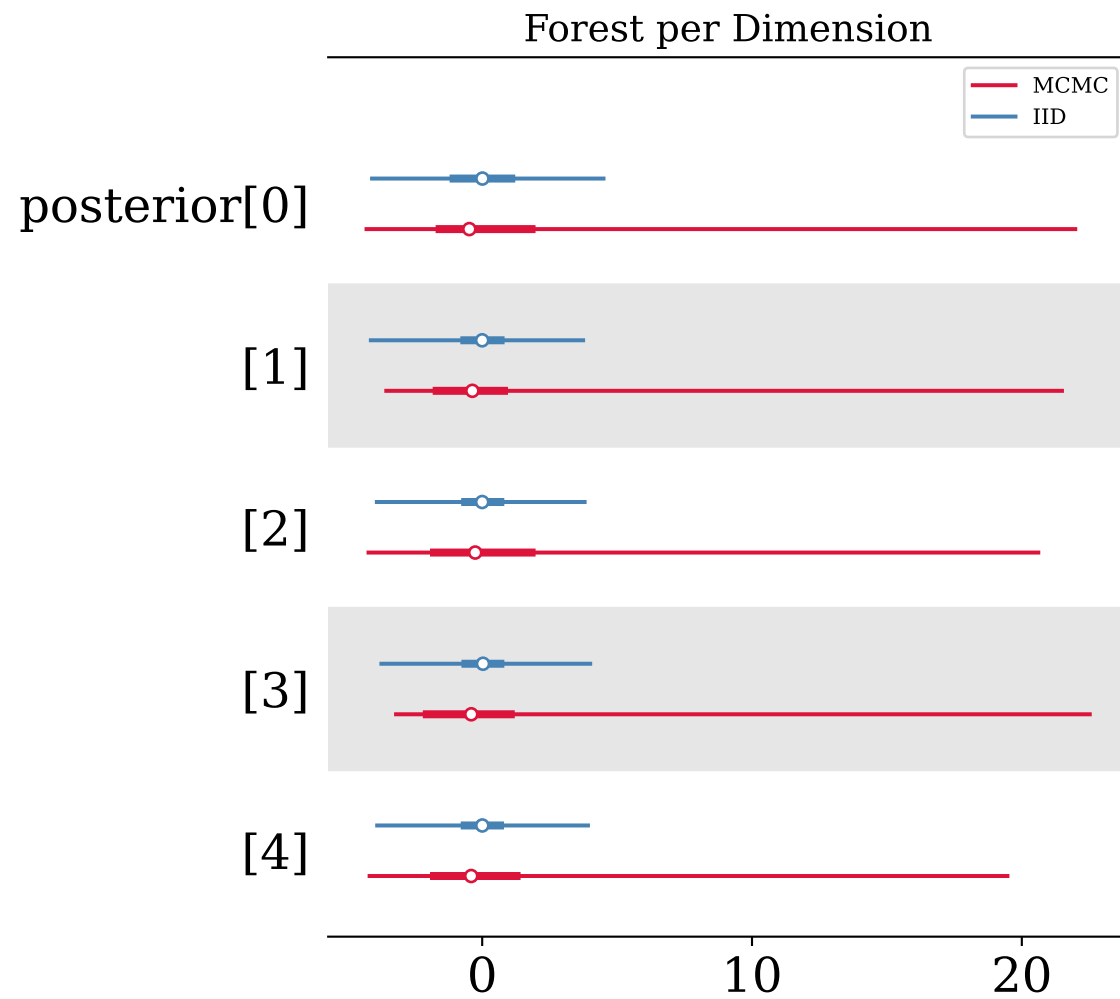 Forest per Dimension
MCMC
IID
posterior[0]
[1]
[2]
[3]
[4]
0 10 20